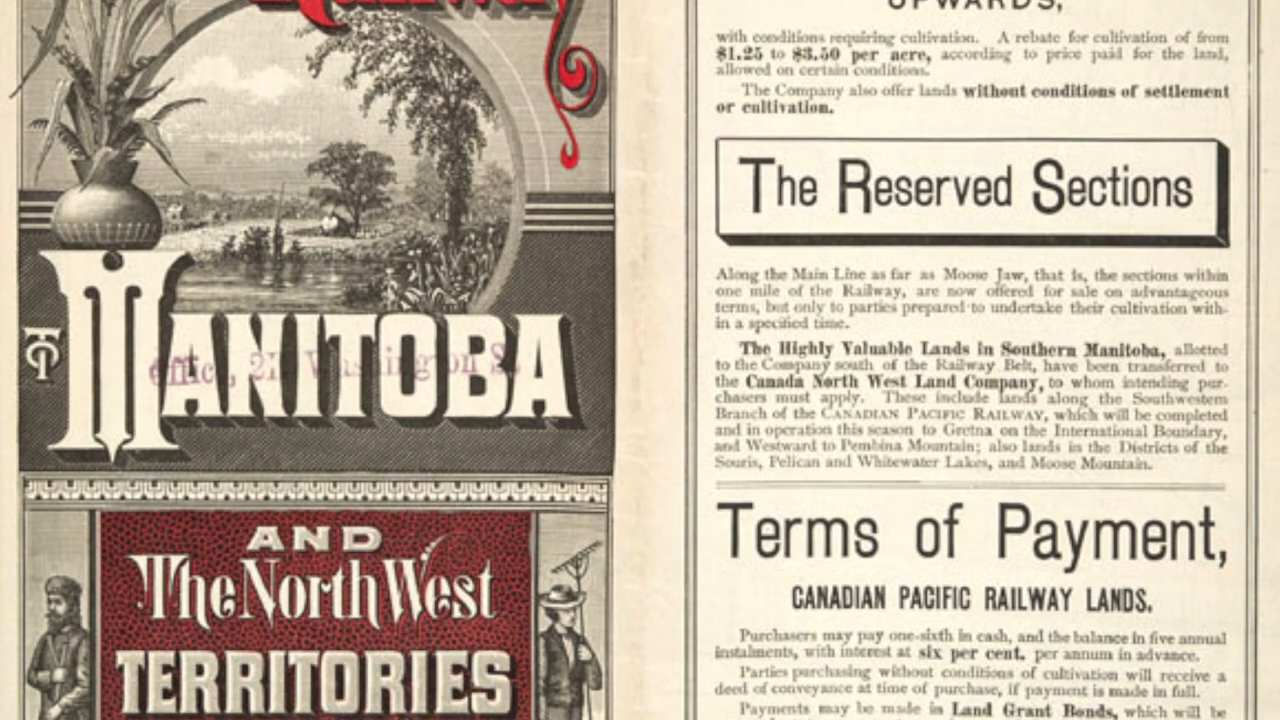 Railway
TO
MANITOBA
Office, 21 Washington S
AND
The North West
TERRITORIES
UPWARDS,
with conditions requiring cultivation. A rebate for cultivation of from
$1.25 to $3.50 per acre, according to price paid for the land,
allowed on certain conditions.
The Company also offer lands without conditions of settlement
or cultivation.
The Reserved Sections
Along the Main Line as far as Moose Jaw, that is, the sections within
one mile of the Railway, are now offered for sale on advantageous
terms, but only to parties prepared to undertake their cultivation with-
in a specified time.
The Highly Valuable Lands in Southern Manitoba, allotted
to the Company south of the Railway Belt, have been transferred to
the Canada North West Land Company, to whom intending pur-
chasers must apply. These include lands along the Southwestern
Branch of the CANADIAN PACIFIC RAILWAY, which will be completed
and in operation this season to Gretna on the International Boundary,
and Westward to Pembina Mountain; also lands in the Districts of the
Souris, Pelican and Whitewater Lakes, and Moose Mountain.
Terms of Payment,
CANADIAN PACIFIC RAILWAY LANDS.
Purchasers may pay one-sixth in cash, and the balance in five annual
instalments, with interest at six per cent. per annum in advance.
Parties purchasing without conditions of cultivation will receive a
deed of conveyance at time of purchase, if payment is made in full.
Payments may be made in Land Grant Bonds, which will be